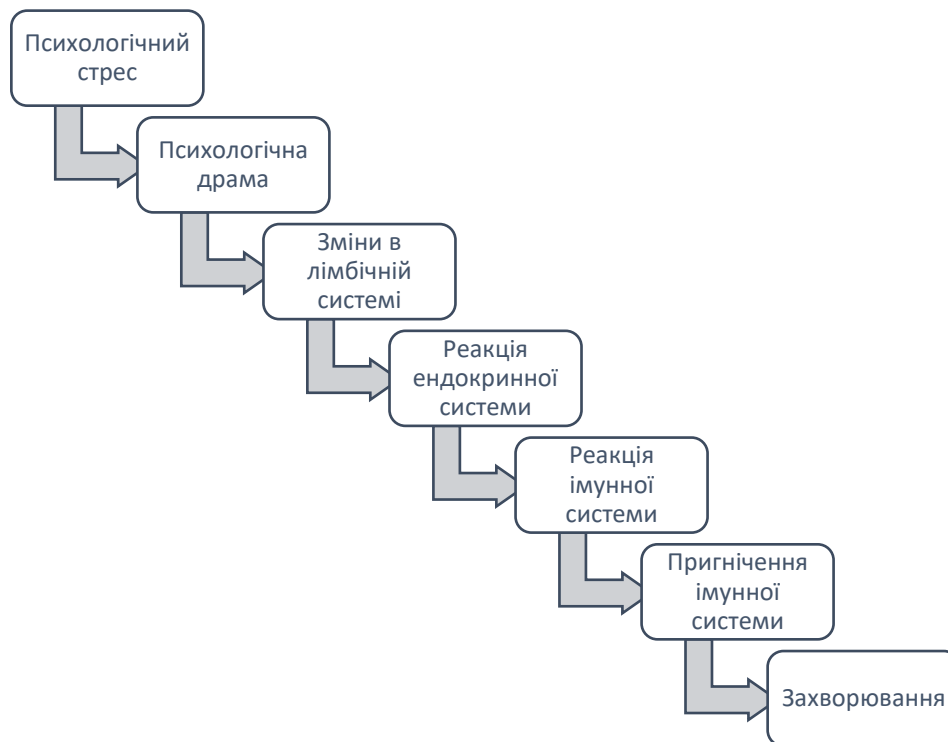 Психологічний
стрес
Психологічна
драма
Зміни в
лімбічній
системі
Реакція
ендокринної
системи
Реакція
імунної
системи
Пригнічення
імунної
системи
Захворювання